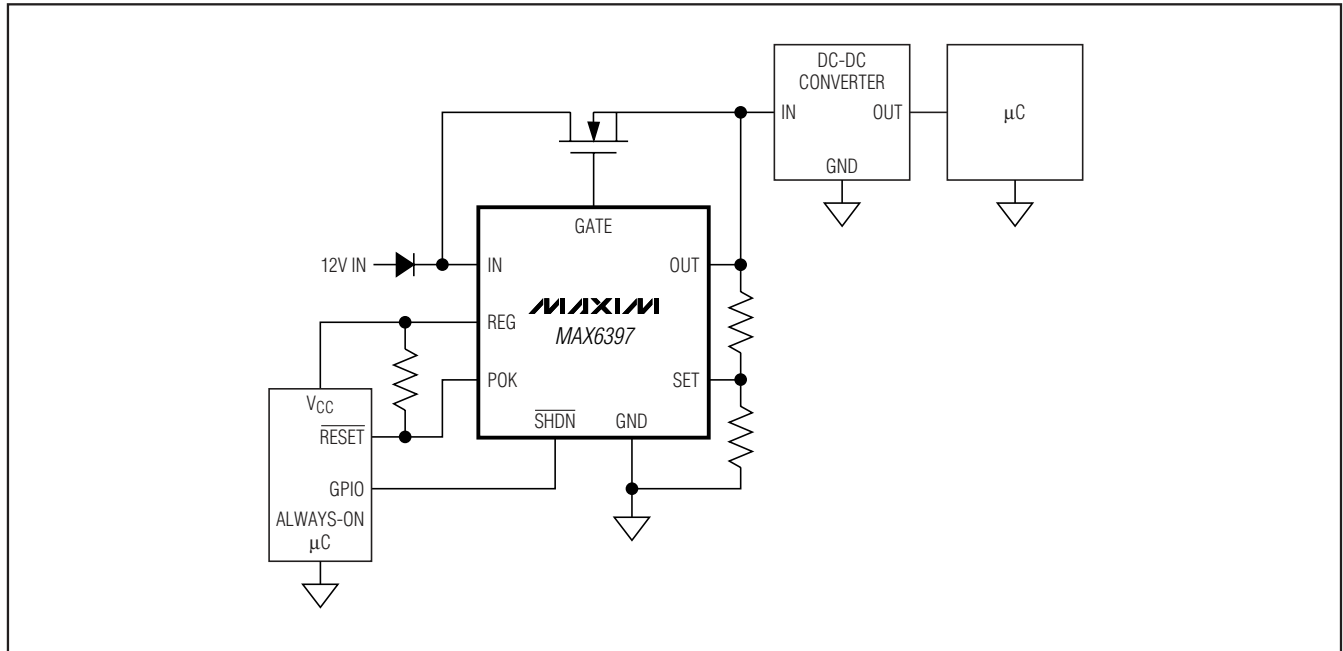 DC-DC
CONVERTER
IN
OUT
μC
GND
GATE
12V IN
IN
OUT
MAXIM
MAX6397
REG
POK
SET
SHDN
GND
VCC
RESET
GPIO
ALWAYS-ON
μC